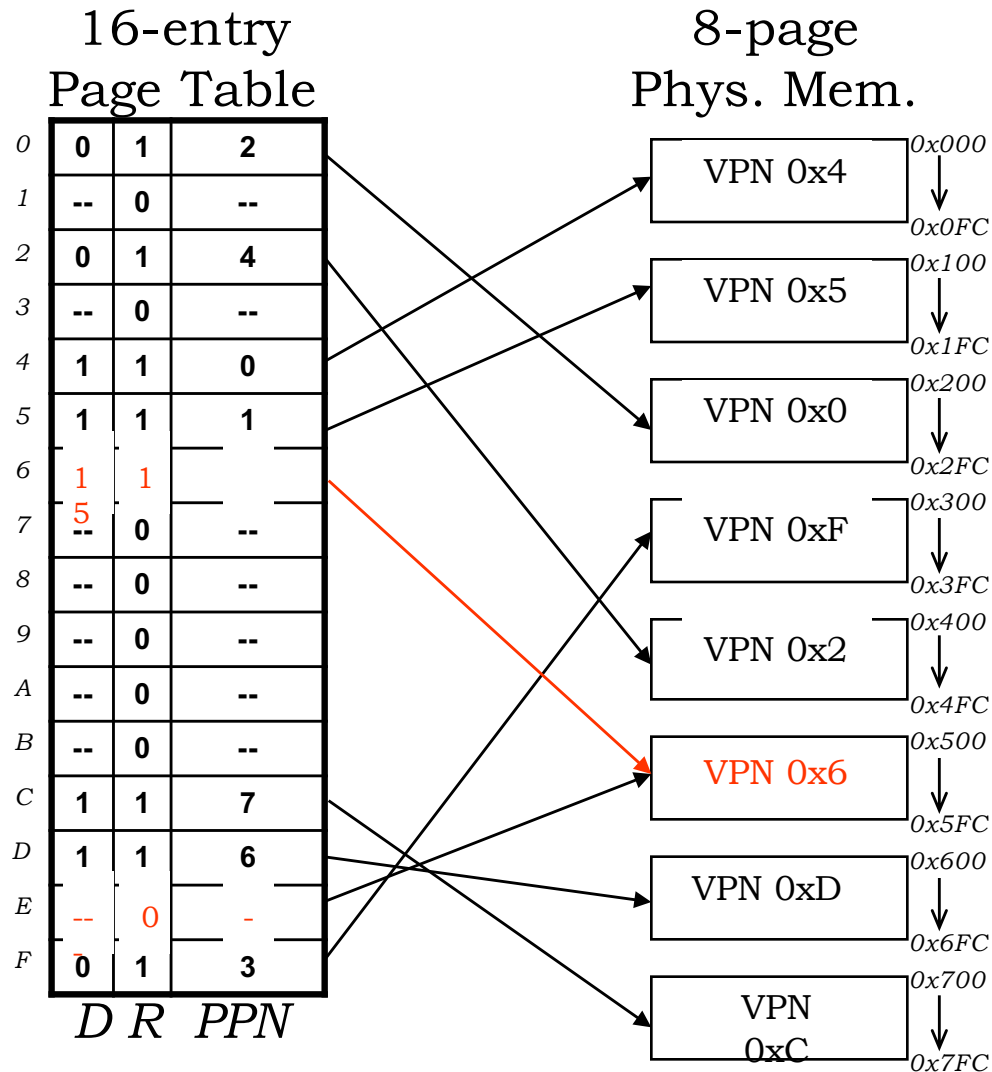 16-entry
Page Table
8-page
Phys. Mem.
0 0 1 2
1 -- 0 --
2 0 1 4
3 -- 0 --
4 1 1 0
5 1 1 1
6 1 1
5
7 -- 0 --
8 -- 0 --
9 -- 0 --
A -- 0 --
B -- 0 --
C 1 1 7
D 1 1 6
E -- 0 -
-
F 0 1 3
D R PPN
VPN 0x4
0x000
0x0FC
VPN 0x5
0x100
0x1FC
VPN 0x0
0x200
0x2FC
VPN 0xF
0x300
0x3FC
VPN 0x2
0x400
0x4FC
VPN 0x6
0x500
0x5FC
VPN 0xD
0x600
0x6FC
VPN
0xC
0x700
0x7FC